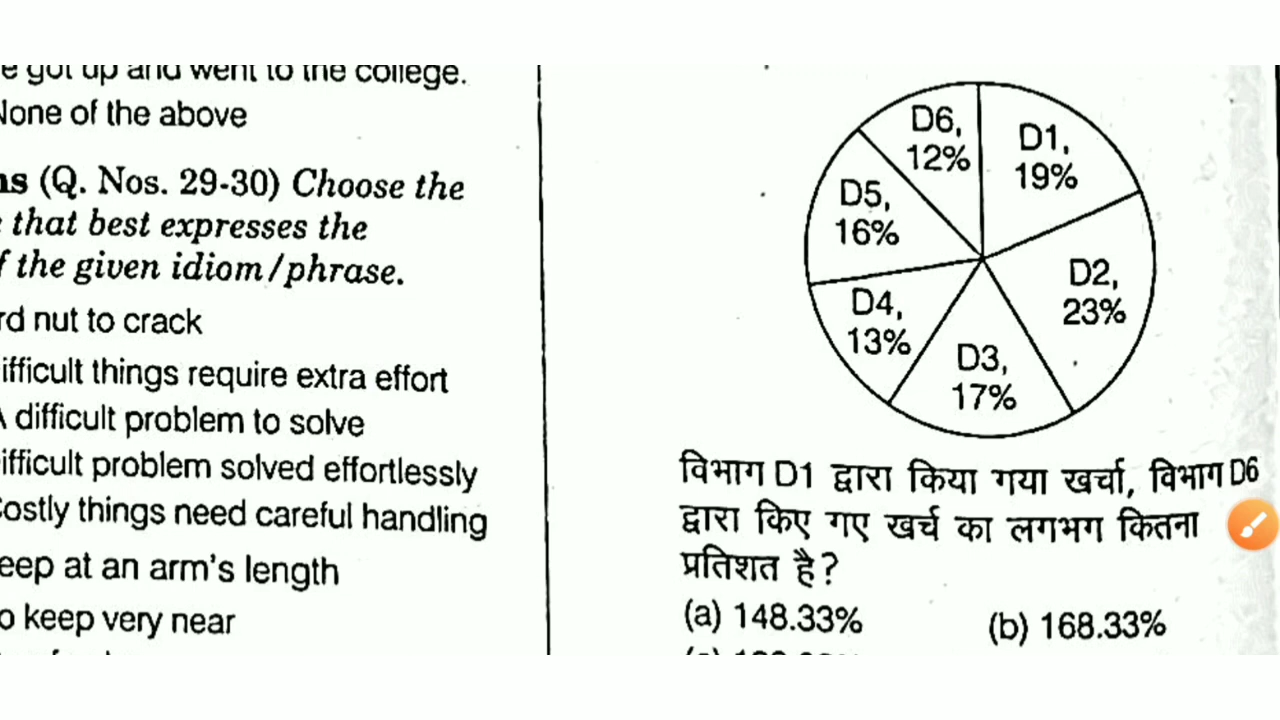 e got up and went to the college.
None of the above
ns (Q. Nos. 29-30) Choose the
that best expresses the
f the given idiom/phrase.
rd nut to crack
ifficult things require extra effort
A difficult problem to solve
ifficult problem solved effortlessly
Costly things need careful handling
eep at an arm's length
o keep very near
D6,
12%
D1,
19%
D5,
16%
D2,
23%
D4,
13%
D3,
17%
विभाग D1 द्वारा किया गया खर्चा, विभाग D6
द्वारा किए गए खर्च का लगभग कितना
प्रतिशत है?
(a) 148.33% (b) 168.33%